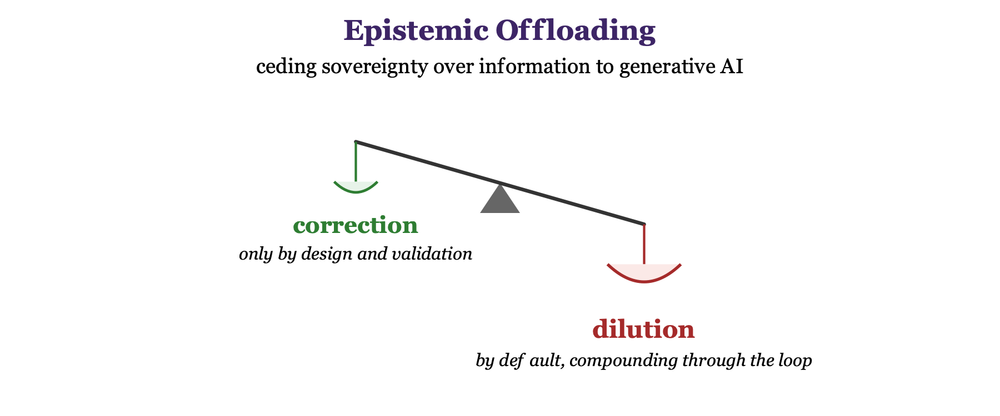 Epistemic Offloading
ceding sovereignty over information to generative AI
correction
only by design and validation
dilution
by def ault, compounding through the loop